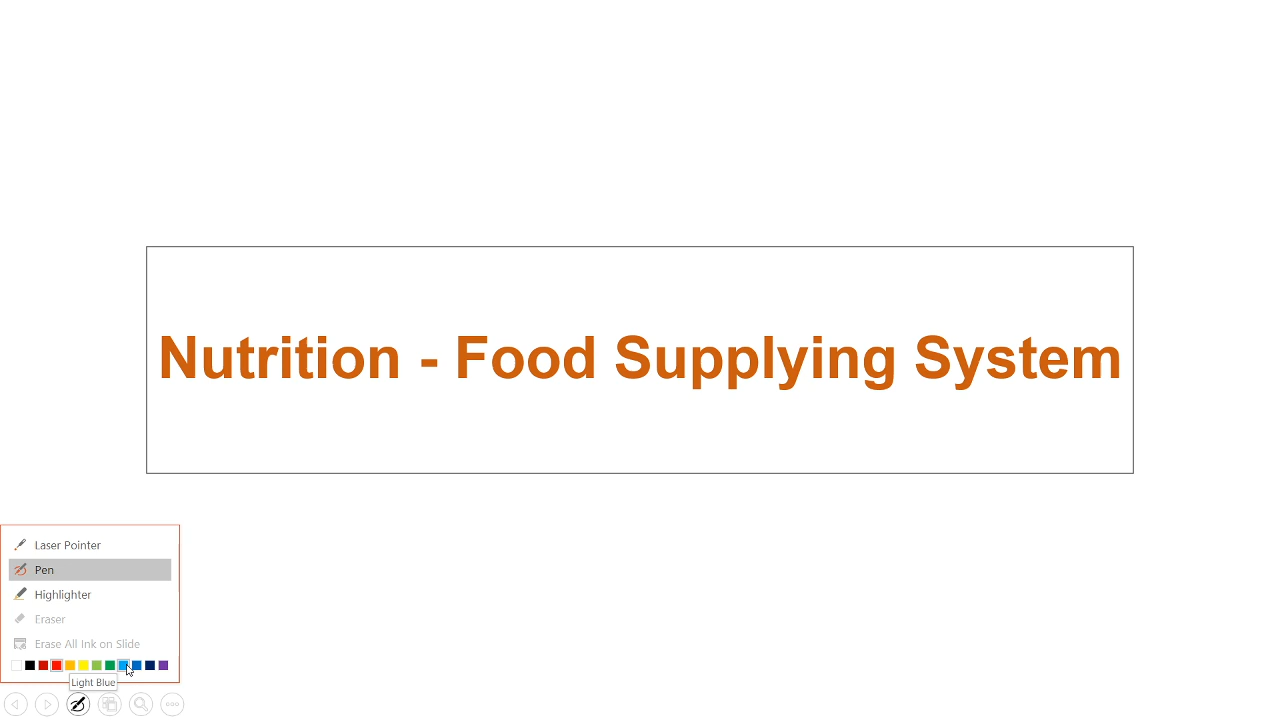 Nutrition - Food Supplying System
Laser Pointer
Pen
Highlighter
Eraser
Erase All Ink on Slide
Light Blue